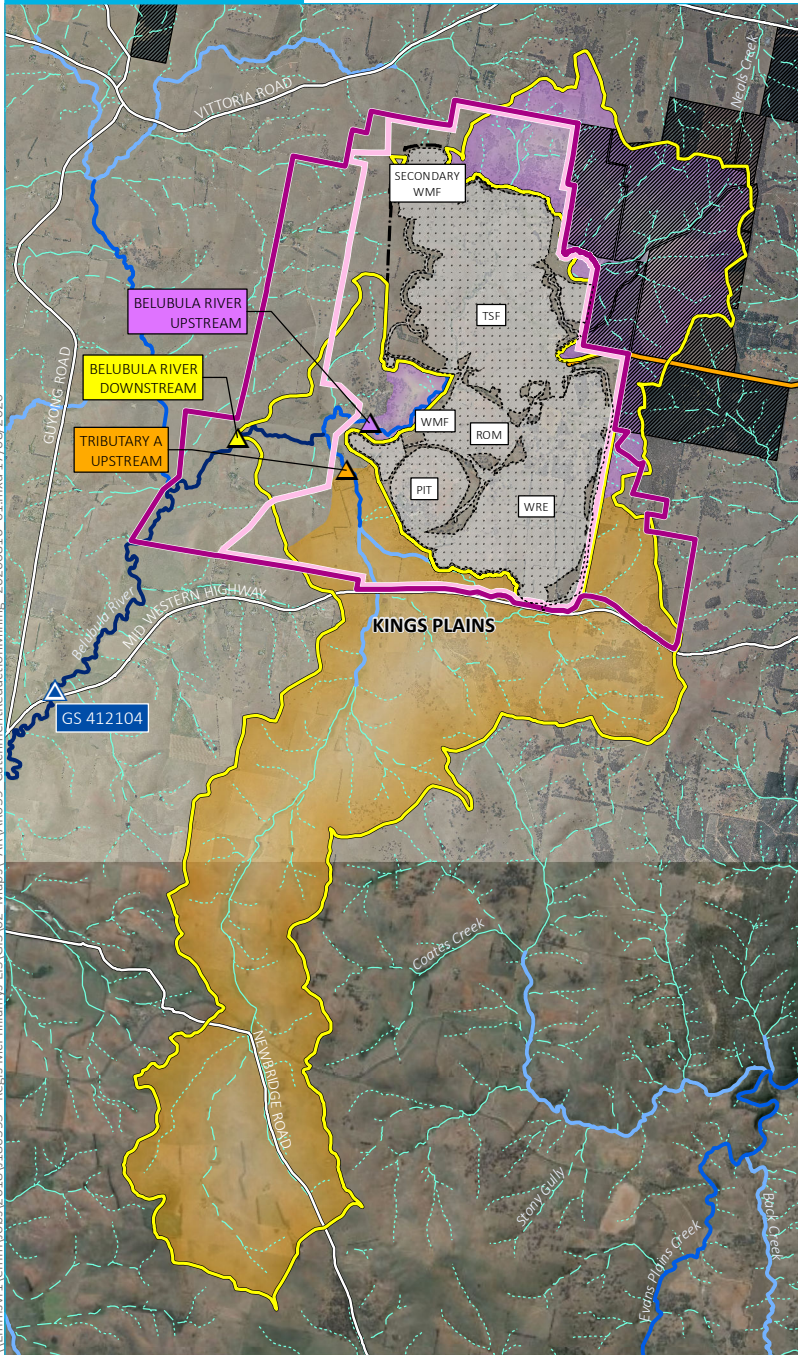 VITTORIA ROAD
Neals Creek
SECONDARY
WMF
BELUBULA RIVER
UPSTREAM
TSF
GUYONG ROAD
BELUBULA RIVER
DOWNSTREAM
TRIBUTARY A
UPSTREAM
WMF
ROM
PIT
WRE
Belubula River
MID WESTERN HIGHWAY
KINGS PLAINS
GS 412104
Coates Creek
NEWBRIDGE ROAD
Stony Gully
Evans Plains Creek
Back Creek